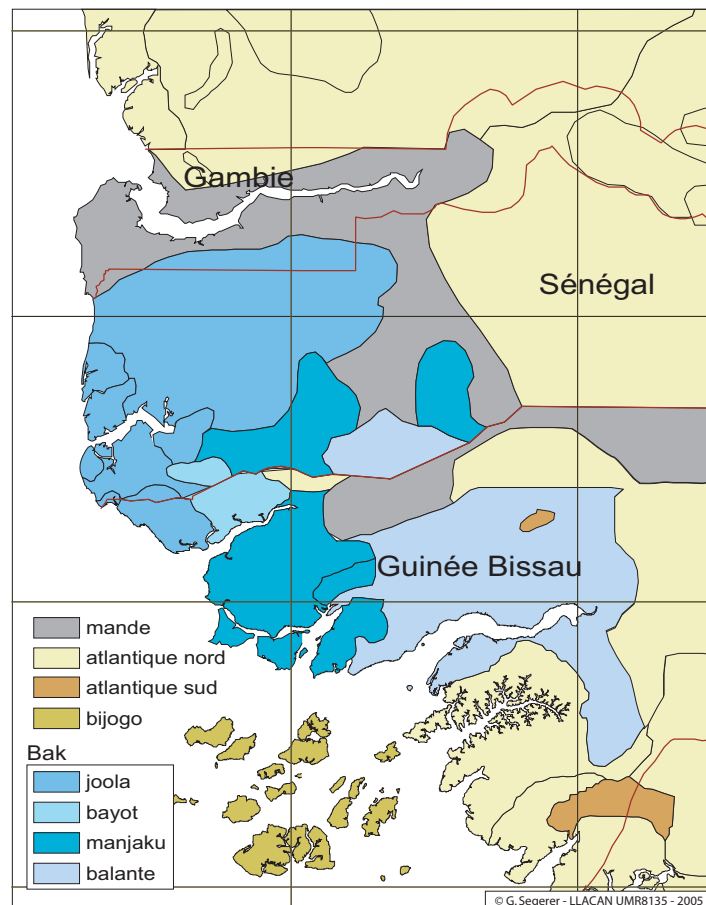 Gambie
Sénégal
Guinée Bissau
mande
atlantique nord
atlantique sud
bijogo
Bak
joola
bayot
manjaku
balante
© G. Segerer - LLACAN UMR8135 - 2005